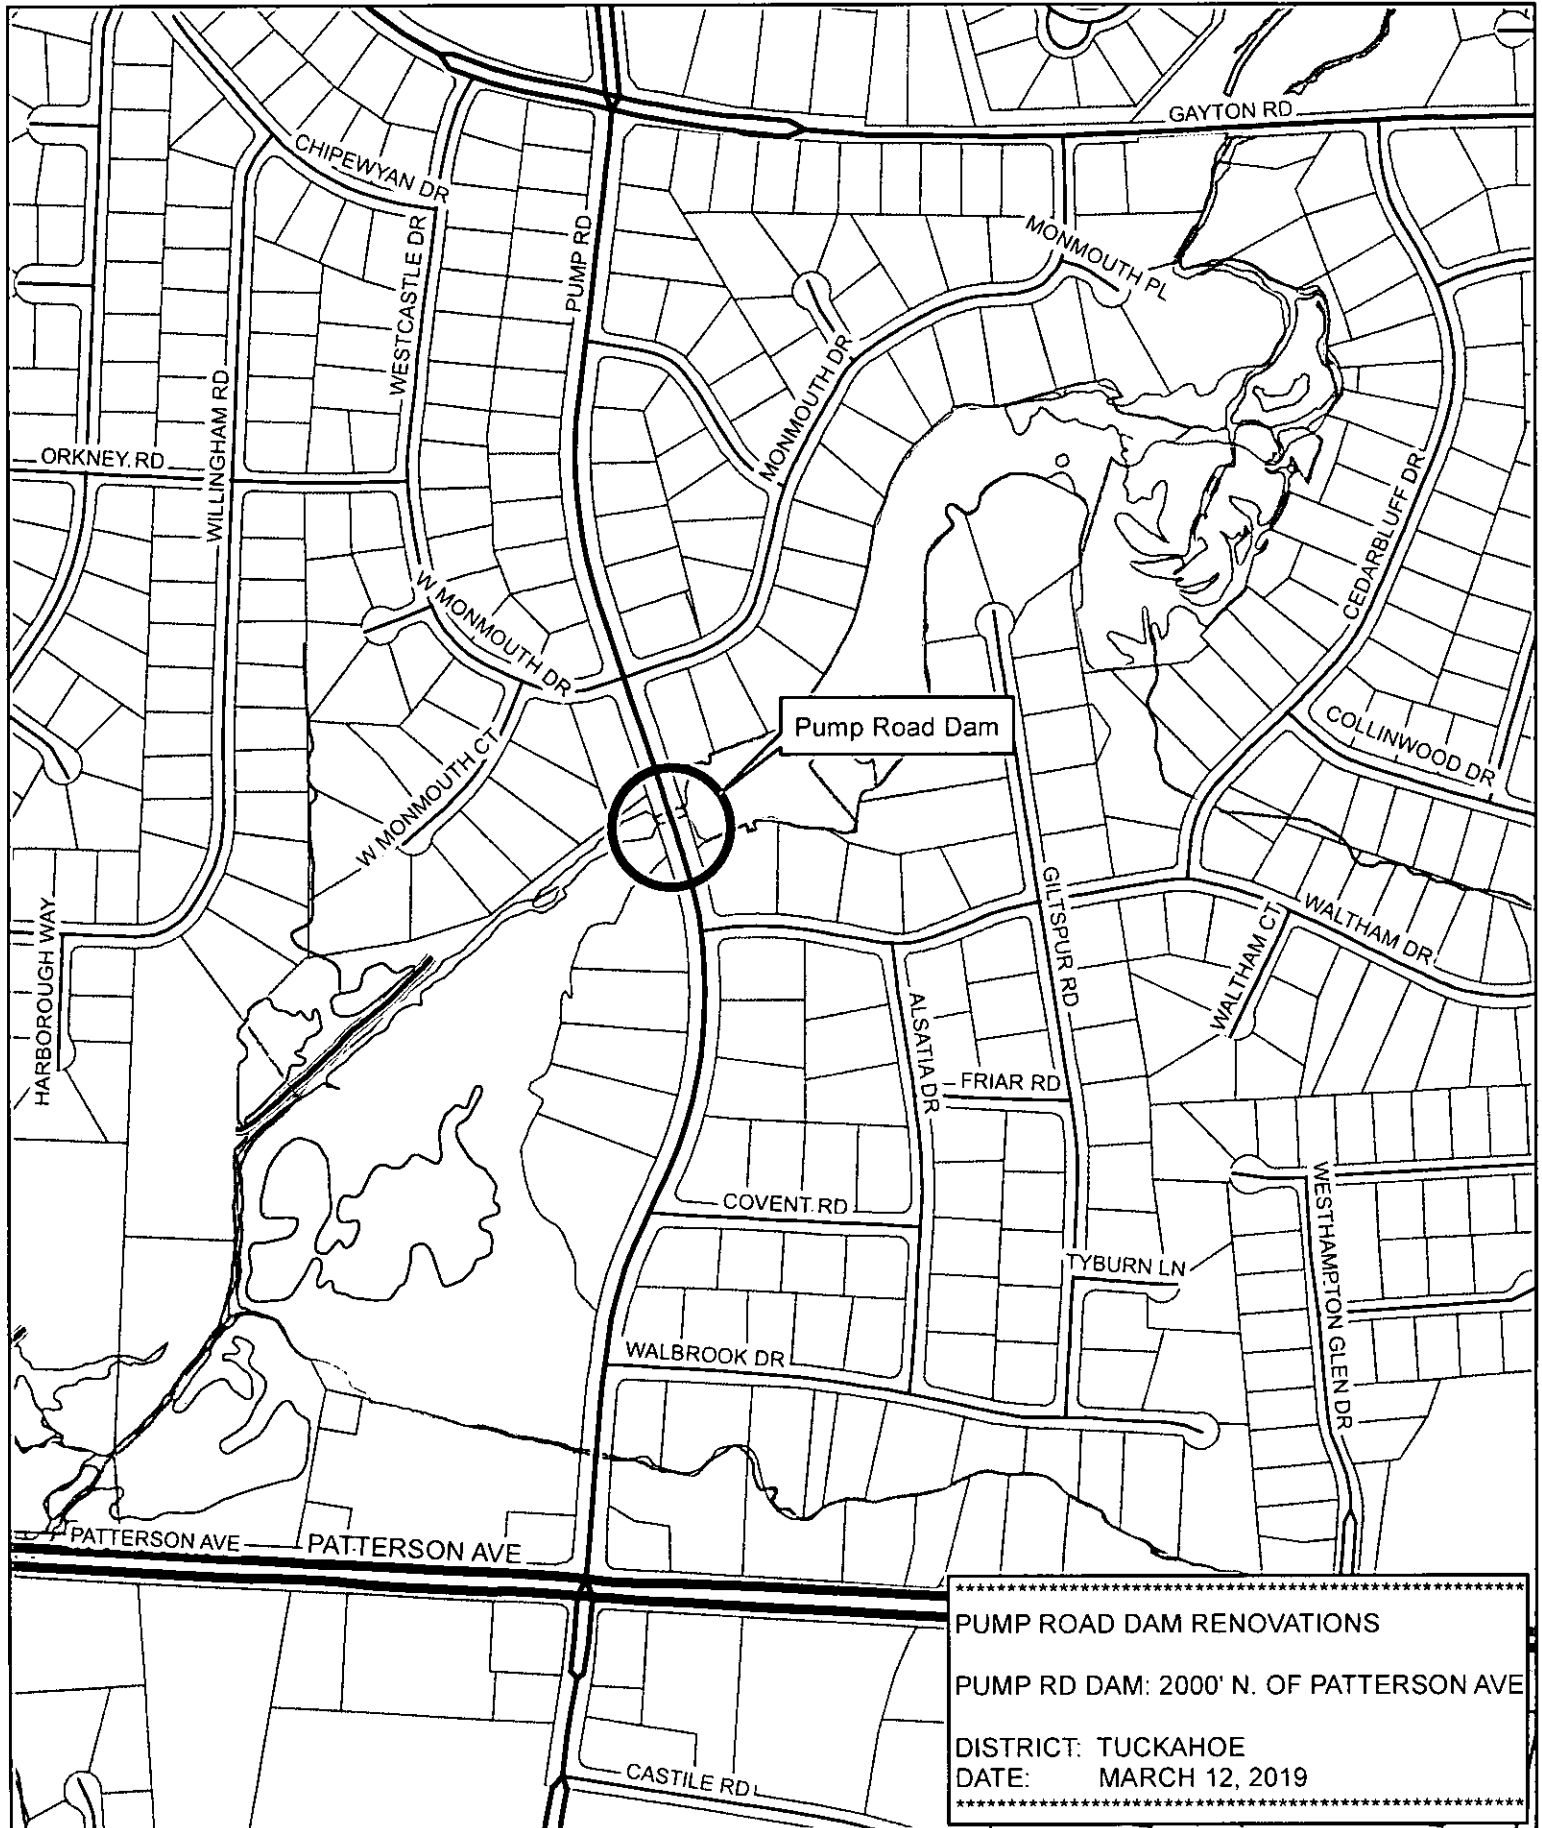 GAYTON RD
CHIPEWYAN DR
WESTCASTLE DR
PUMP RD
MONMOUTH PL
MONMOUTH DR
WILLINGHAM RD
ORKNEY RD
CEDARBLUFF DR
W MONMOUTH DR
Pump Road Dam
COLLINWOOD DR
W MONMOUTH CT
GILTSPUR RD
HARBOROUGH WAY
WALTHAM CT
WALTHAM DR
ALSATIA DR
FRIAR RD
WESTHAMPTON GLEN DR
COVENT RD
TYBURN LN
WALBROOK DR
PATTERSON AVE
PATTERSON AVE
CASTILE RD
PUMP ROAD DAM RENOVATIONS
PUMP RD DAM: 2000' N. OF PATTERSON AVE
DISTRICT: TUCKAHOE
DATE: MARCH 12, 2019